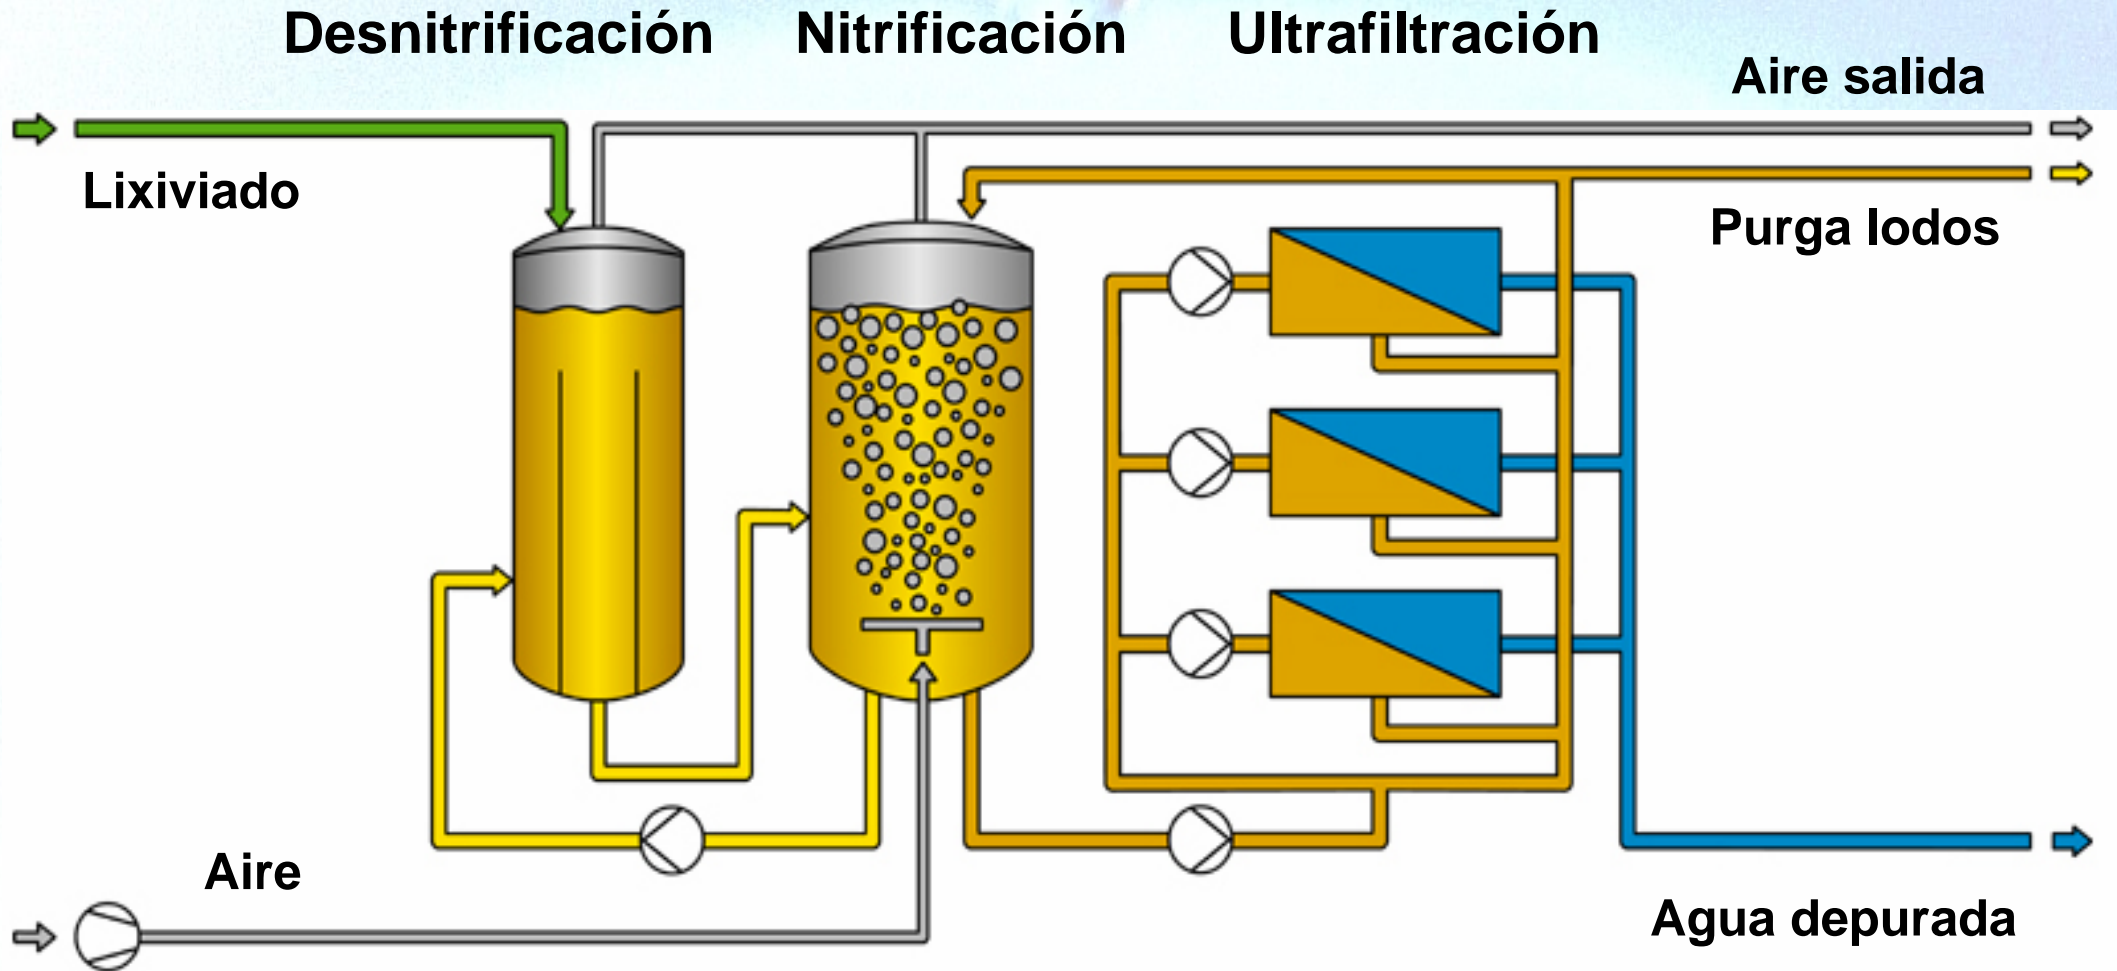 Desnitrificación
Nitrificación
Ultrafiltración
Aire salida
Lixiviado
Purga lodos
Aire
Agua depurada